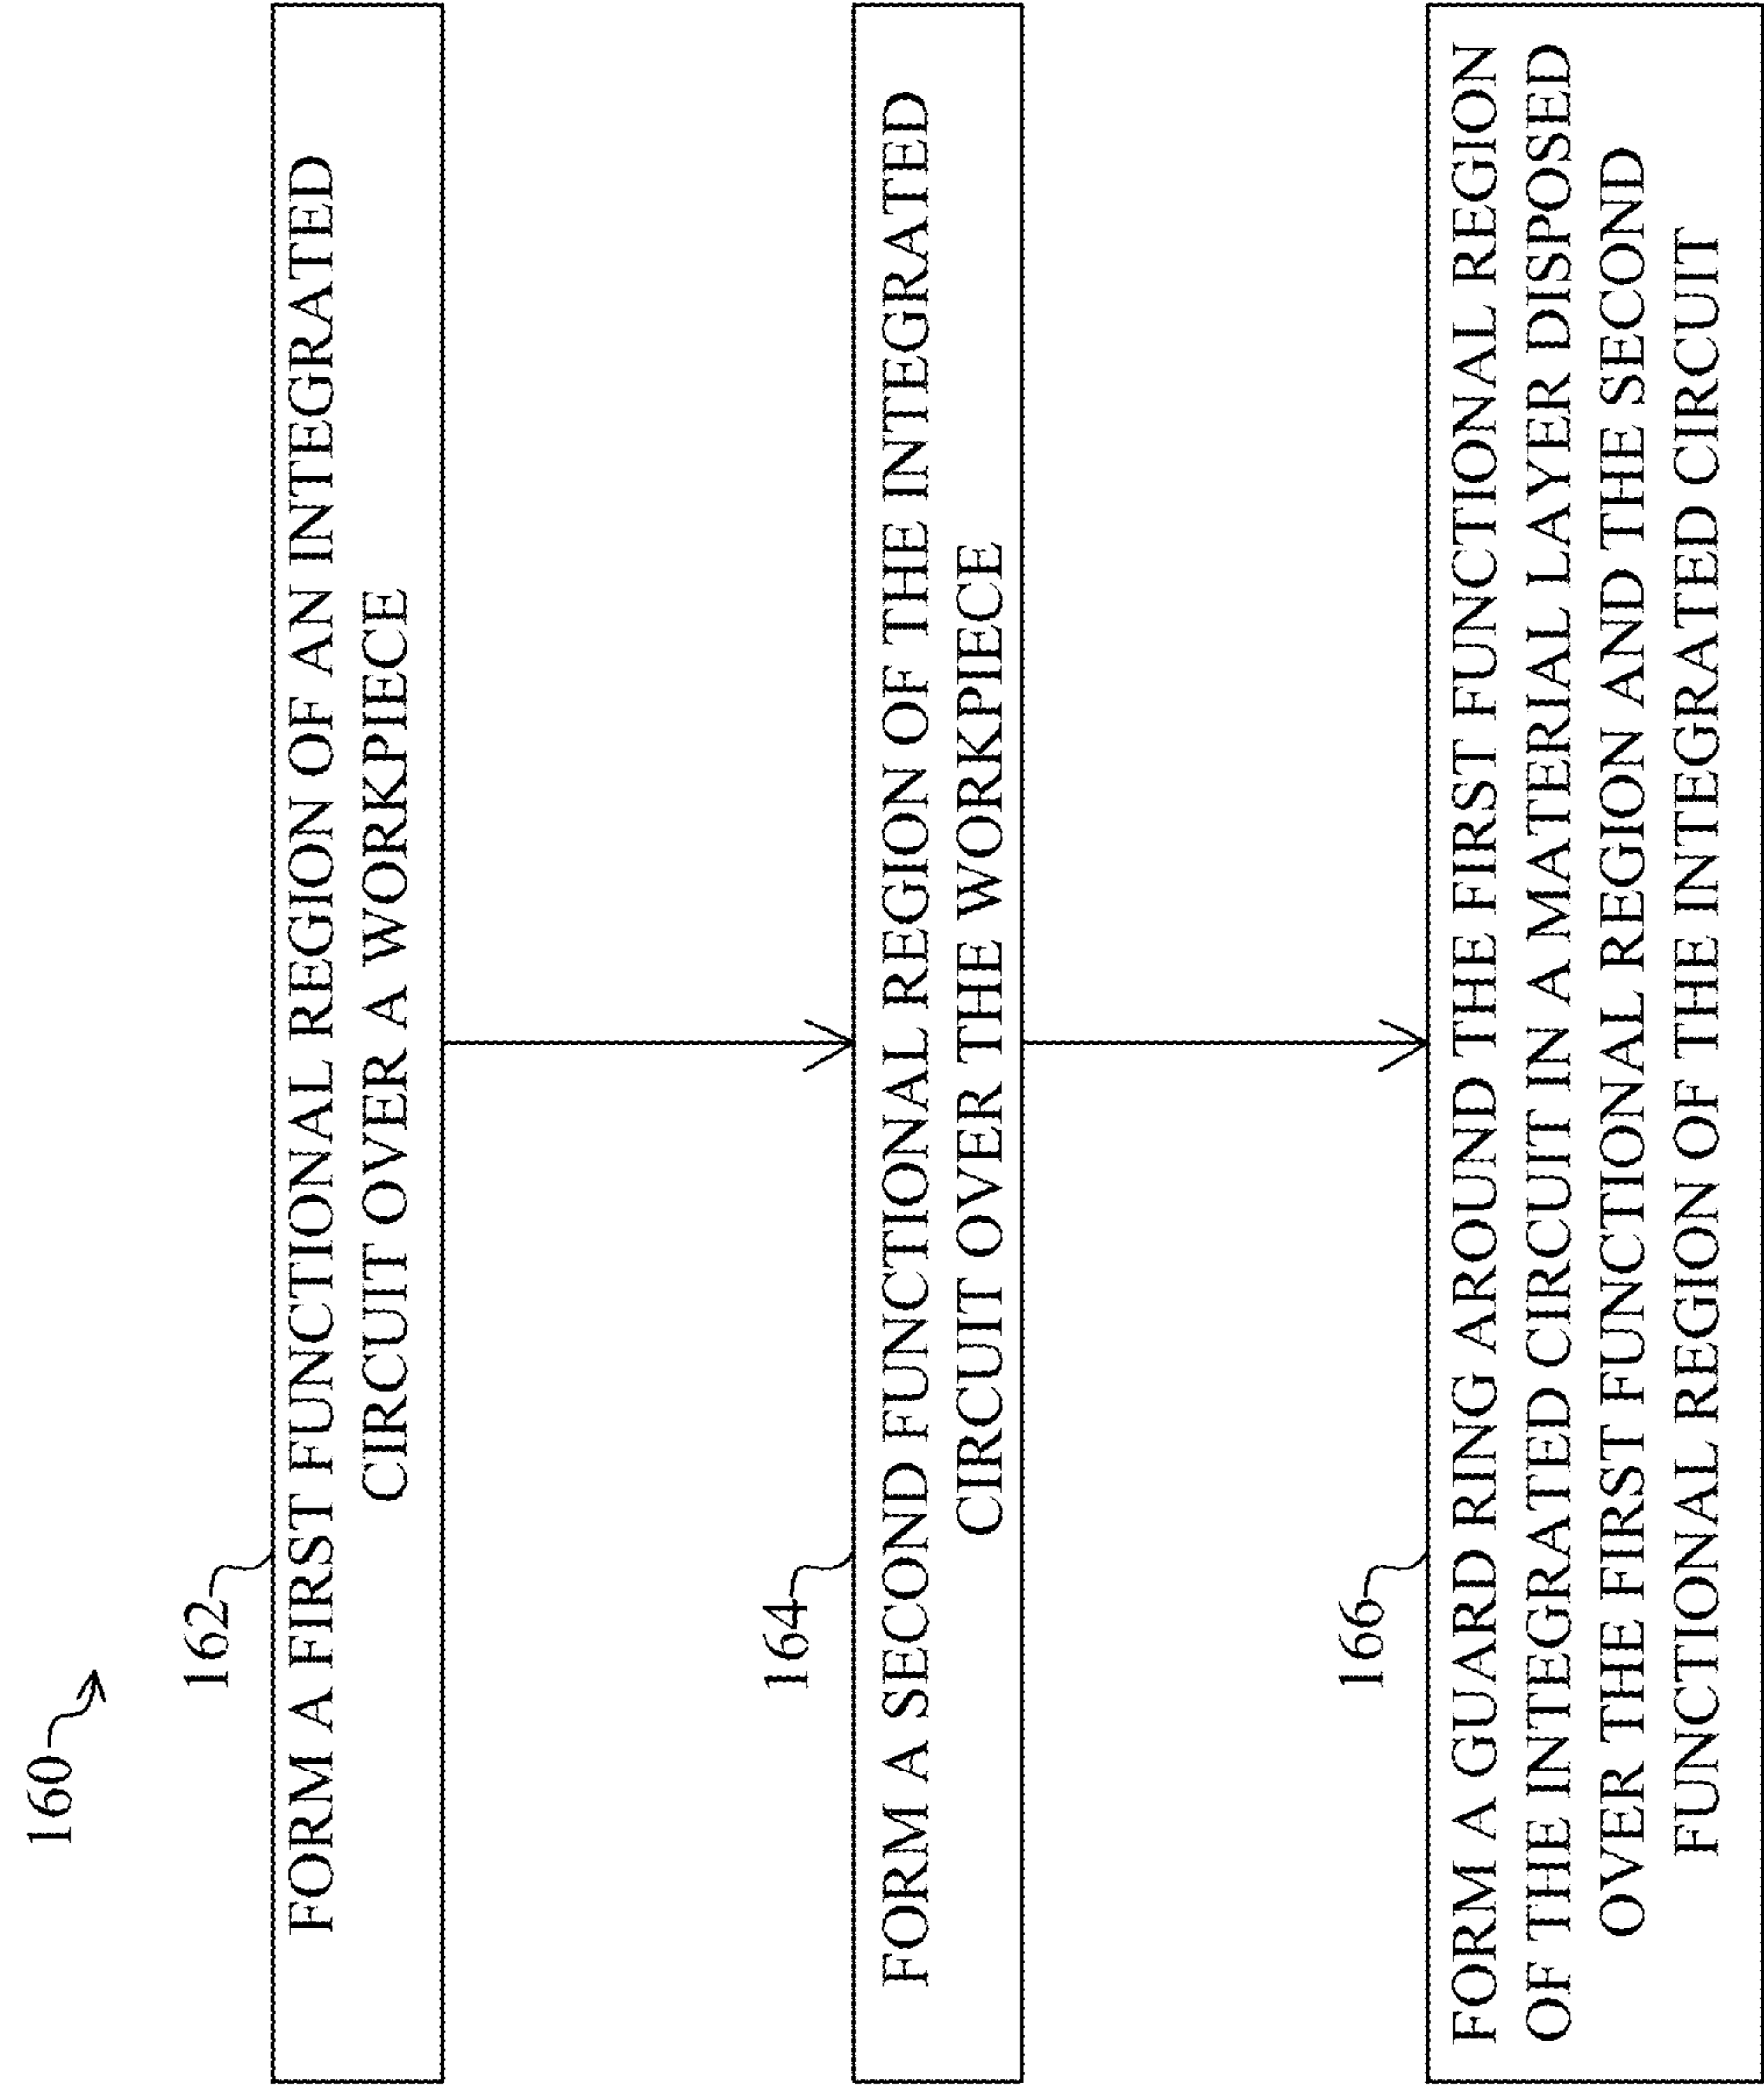 160
162
FORM A FIRST FUNCTIONAL REGION OF AN INTEGRATED
CIRCUIT OVER A WORKPIECE
164
FORM A SECOND FUNCTIONAL REGION OF THE INTEGRATED
CIRCUIT OVER THE WORKPIECE
166
FORM A GUARD RING AROUND THE FIRST FUNCTIONAL REGION
OF THE INTEGRATED CIRCUIT IN A MATERIAL LAYER DISPOSED
OVER THE FIRST FUNCTIONAL REGION AND THE SECOND
FUNCTIONAL REGION OF THE INTEGRATED CIRCUIT